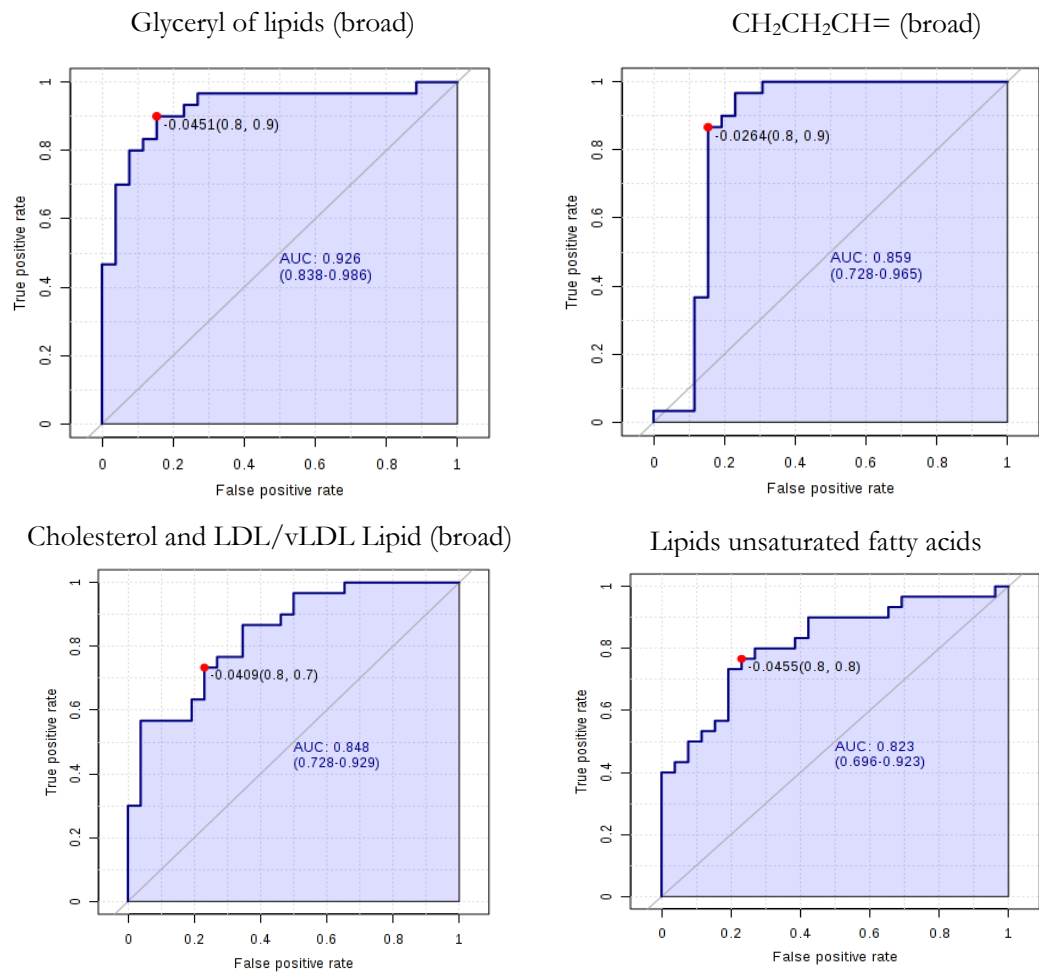 Glyceryl of lipids (broad)
1
0.8
0.6
0.4
0.2
0
True positive rate
-0.0451(0.8, 0.9)
AUC: 0.926
(0.838-0.986)
0 0.2 0.4 0.6 0.8 1
False positive rate
CH₂CH₂CH= (broad)
1
0.8
0.6
0.4
0.2
0
True positive rate
-0.0264(0.8, 0.9)
AUC: 0.859
(0.728-0.965)
0 0.2 0.4 0.6 0.8 1
False positive rate
Cholesterol and LDL/vLDL Lipid (broad)
1
0.8
0.6
0.4
0.2
0
True positive rate
-0.0409(0.8, 0.7)
AUC: 0.848
(0.728-0.929)
0 0.2 0.4 0.6 0.8 1
False positive rate
Lipids unsaturated fatty acids
1
0.8
0.6
0.4
0.2
0
True positive rate
-0.0455(0.8, 0.8)
AUC: 0.823
(0.696-0.923)
0 0.2 0.4 0.6 0.8 1
False positive rate